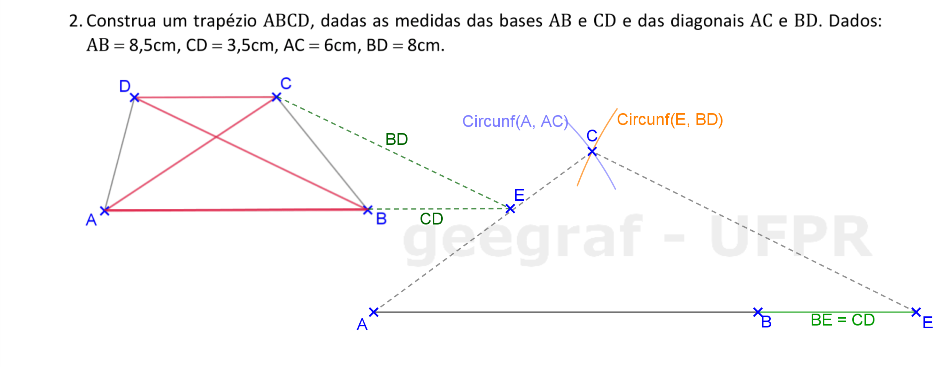 2. Construa um trapézio ABCD, dadas as medidas das bases AB e CD e das diagonais AC e BD. Dados:
AB = 8,5cm, CD = 3,5cm, AC = 6cm, BD = 8cm.
D
C
Circunf(A, AC)
Circunf(E, BD)
BD
C
E
A
B
CD
geegraf - UFPR
A
B
BE = CD
E